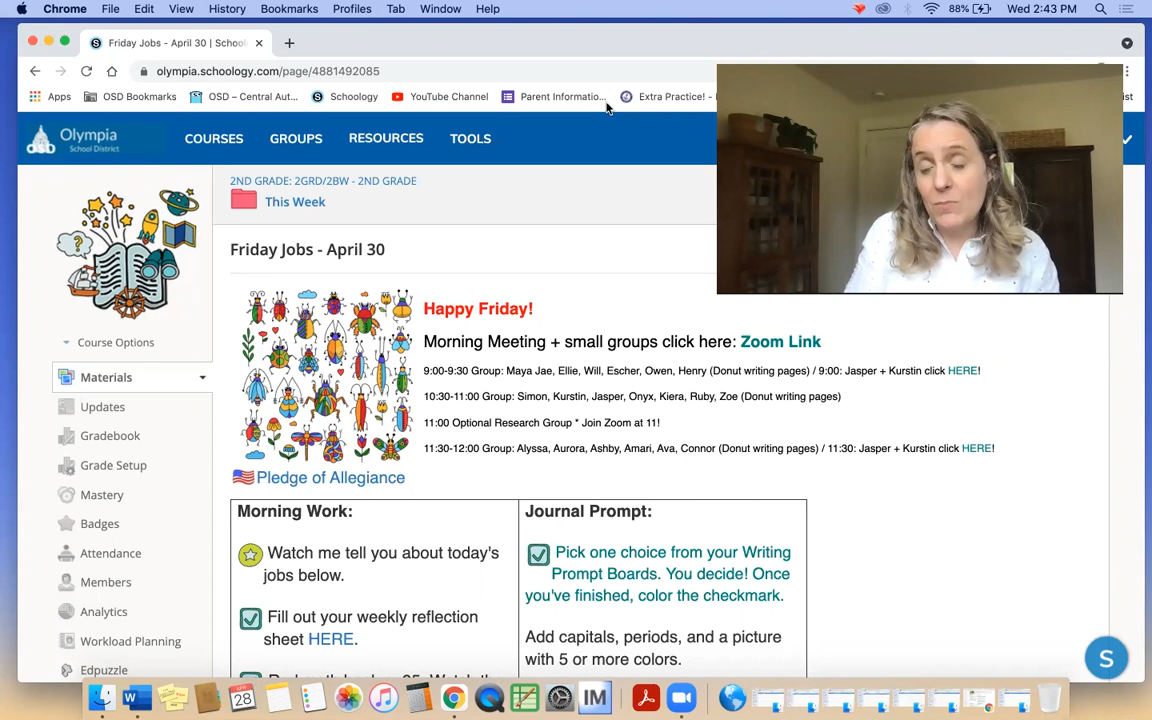 Chrome File Edit View History Bookmarks Profiles Tab Window Help 88% Wed 2:43 PM
Friday Jobs - April 30 | Schoolo
olympia.schoology.com/page/4881492085
Apps OSD Bookmarks OSD – Central Aut... Schoology YouTube Channel Parent Informatio... Extra Practice! -
Olympia
School District
COURSES GROUPS RESOURCES TOOLS
2ND GRADE: 2GRD/2BW - 2ND GRADE
This Week
Friday Jobs - April 30
Happy Friday!
Morning Meeting + small groups click here: Zoom Link
9:00-9:30 Group: Maya Jae, Ellie, Will, Escher, Owen, Henry (Donut writing pages) / 9:00: Jasper + Kurstin click HERE!
10:30-11:00 Group: Simon, Kurstin, Jasper, Onyx, Kiera, Ruby, Zoe (Donut writing pages)
11:00 Optional Research Group * Join Zoom at 11!
11:30-12:00 Group: Alyssa, Aurora, Ashby, Amari, Ava, Connor (Donut writing pages) / 11:30: Jasper + Kurstin click HERE!
Pledge of Allegiance
Course Options
Materials
Updates
Gradebook
Grade Setup
Mastery
Badges
Attendance
Members
Analytics
Workload Planning
Edpuzzle
Morning Work:
Watch me tell you about today's
jobs below.
Fill out your weekly reflection
sheet HERE.
Journal Prompt:
Pick one choice from your Writing
Prompt Boards. You decide! Once
you've finished, color the checkmark.
Add capitals, periods, and a picture
with 5 or more colors.
S
28
IM